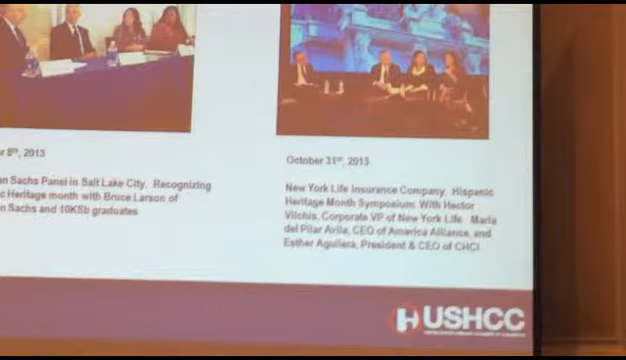 r 8th, 2013
n Sachs Panel in Salt Lake City. Recognizing
c Heritage month with Bruce Larson of
n Sachs and 10KSb graduates
October 31st, 2013
New York Life Insurance Company. Hispanic
Heritage Month Symposium. With Hector
Vilchis, Corporate VP of New York Life. Maria
del Pilar Avila, CEO of America Alliance, and
Esther Aguilera, President & CEO of CHCI
USHCC